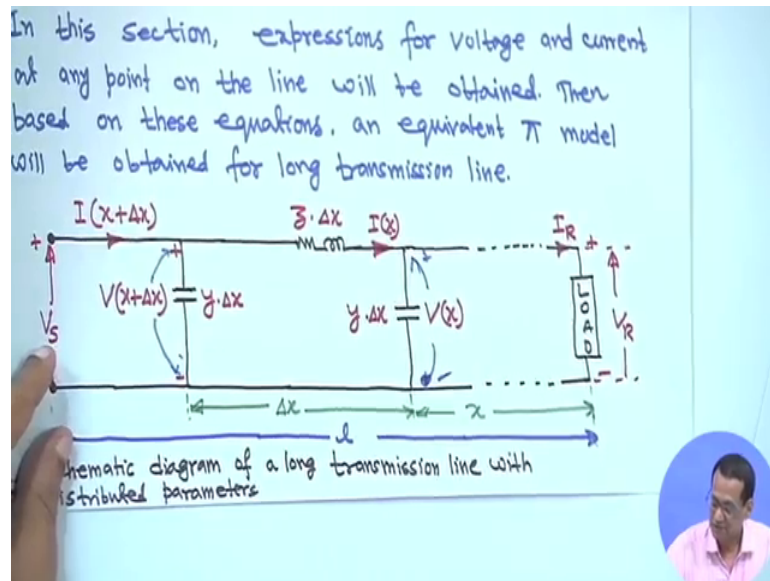 In this section, expressions for voltage and current
at any point on the line will be obtained. Then
based on these equations, an equivalent π model
will be obtained for long transmission line.
I(x+Δx)
z·Δx
I(x)
I_R
+
+
+
+
V_S
V(x+Δx)
y·Δx
y·Δx
V(x)
LOAD
V_R
-
-
-
Δx
x
l
hematic diagram of a long transmission line with
istributed parameters